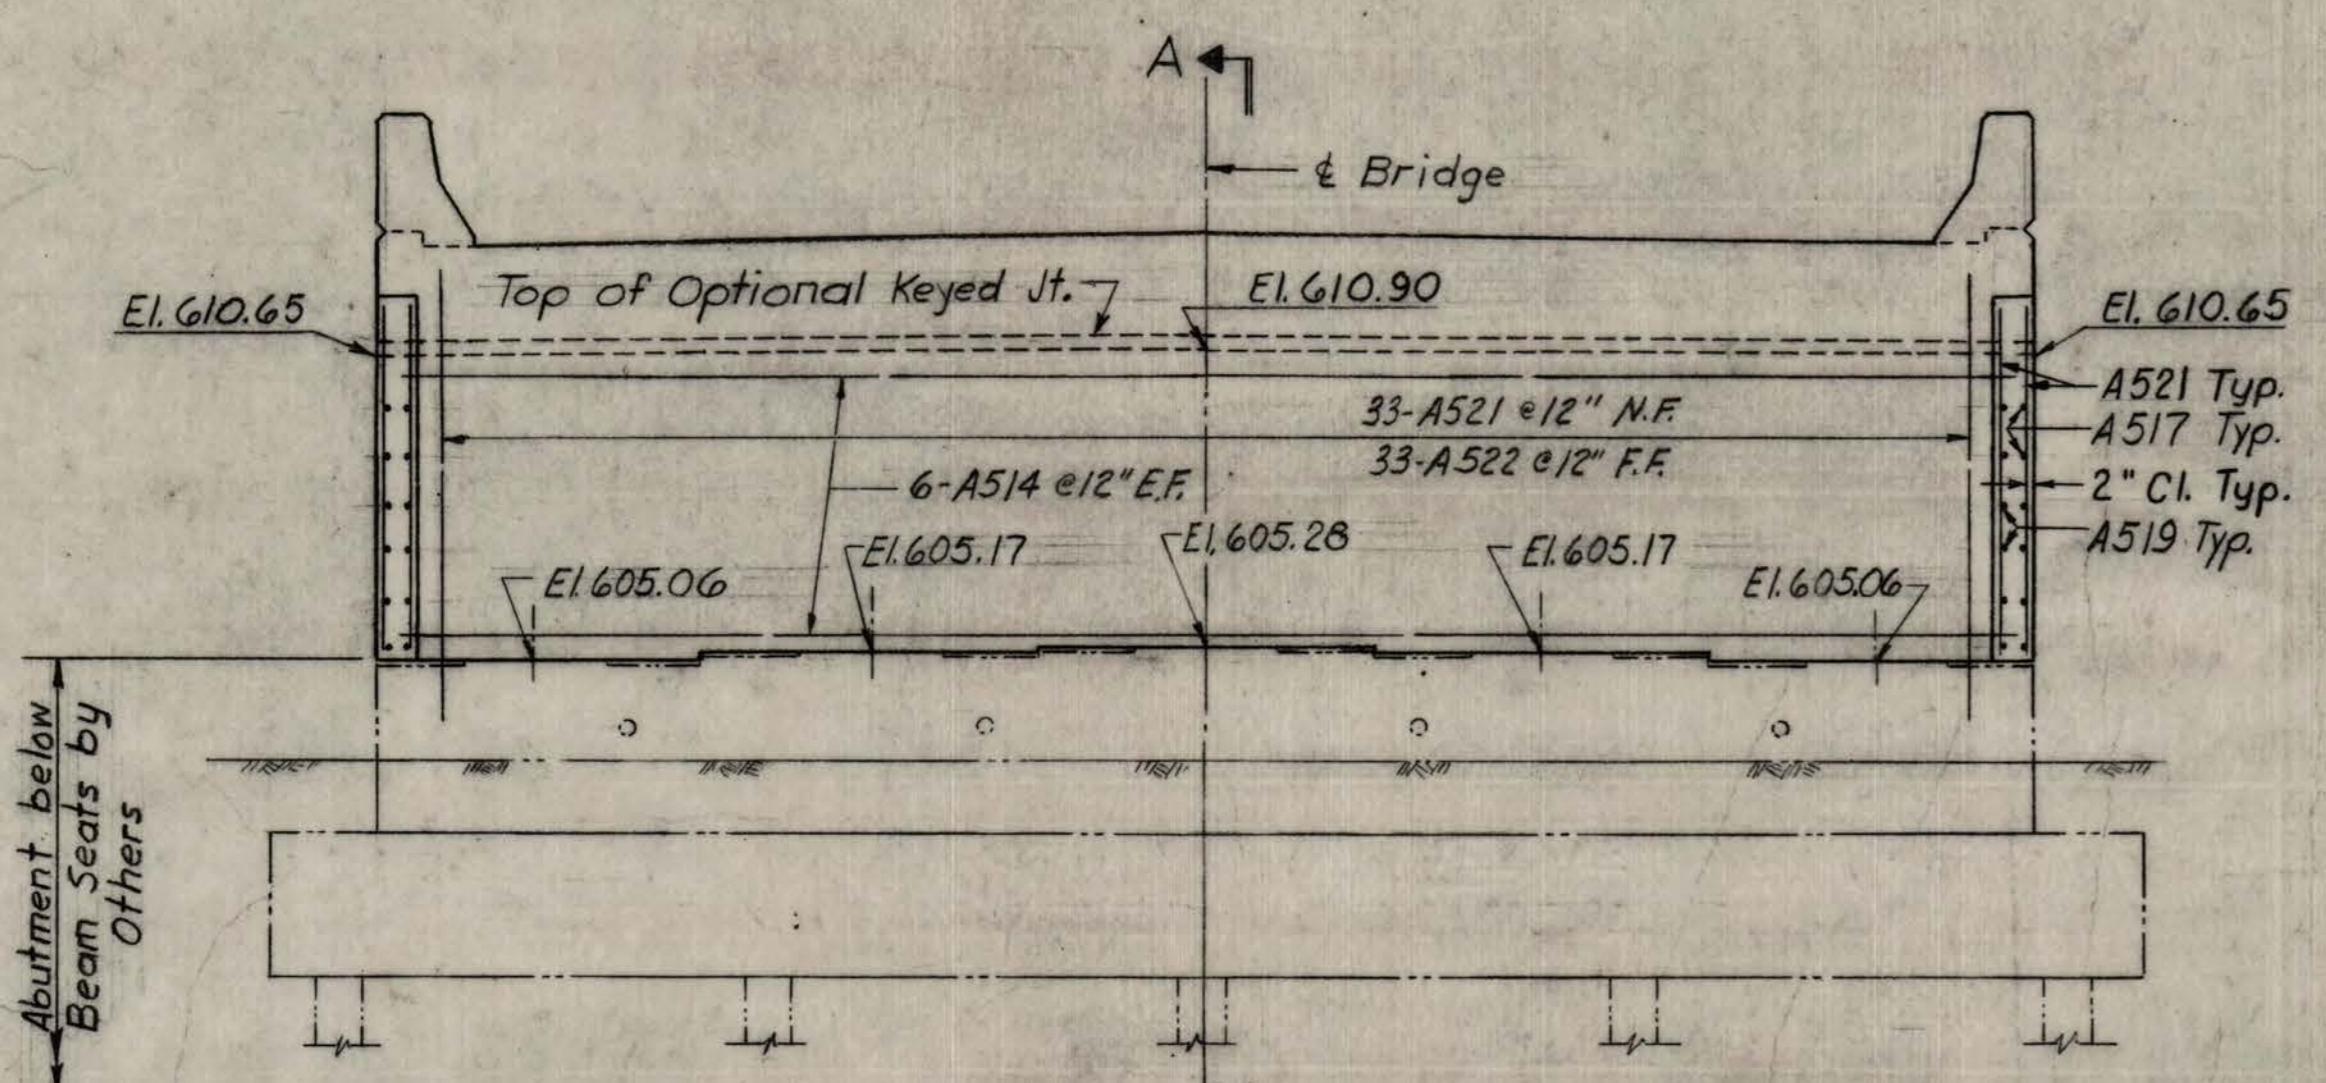 A
℄ Bridge
Top of Optional Keyed Jt.
El. 610.90
El. 610.65
El. 610.65
A521 Typ.
33-A521 @12" N.F.
A517 Typ.
33-A522 @12" F.F.
6-A514 @12" E.F.
2" Cl. Typ.
El. 605.28
El. 605.17
El. 605.17
A519 Typ.
El. 605.06
El. 605.06
Abutment below
Beam Seats by
Others